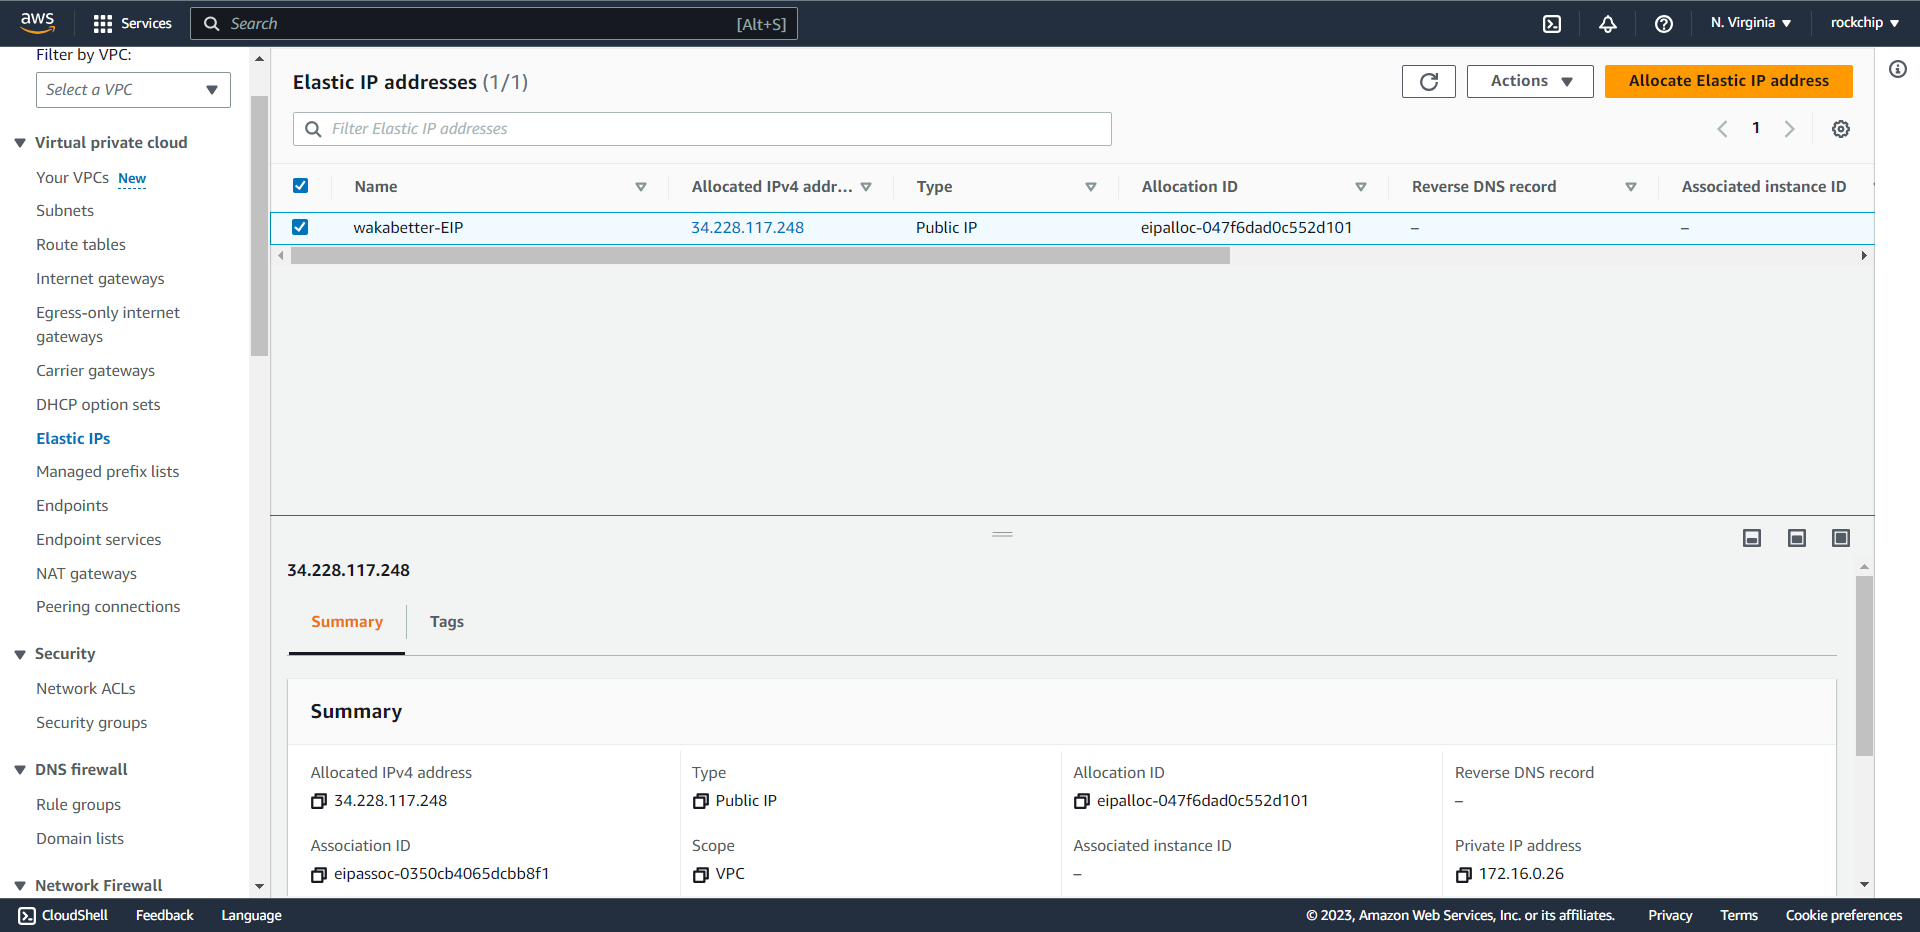 aws
Services
Search
[Alt+S]
N. Virginia
rockchip
Filter by VPC:
Select a VPC
Virtual private cloud
Your VPCs New
Subnets
Route tables
Internet gateways
Egress-only internet
gateways
Carrier gateways
DHCP option sets
Elastic IPs
Managed prefix lists
Endpoints
Endpoint services
NAT gateways
Peering connections
Security
Network ACLs
Security groups
DNS firewall
Rule groups
Domain lists
Network Firewall
Elastic IP addresses (1/1)
Actions
Allocate Elastic IP address
Filter Elastic IP addresses
1
Name
Allocated IPv4 addr...
Type
Allocation ID
Reverse DNS record
Associated instance ID
wakabetter-EIP
34.228.117.248
Public IP
eipalloc-047f6dad0c552d101
–
–
34.228.117.248
Summary
Tags
Summary
Allocated IPv4 address
34.228.117.248
Type
Public IP
Allocation ID
eipalloc-047f6dad0c552d101
Reverse DNS record
–
Association ID
eipassoc-0350cb4065dcbb8f1
Scope
VPC
Associated instance ID
–
Private IP address
172.16.0.26
CloudShell
Feedback
Language
© 2023, Amazon Web Services, Inc. or its affiliates.
Privacy
Terms
Cookie preferences